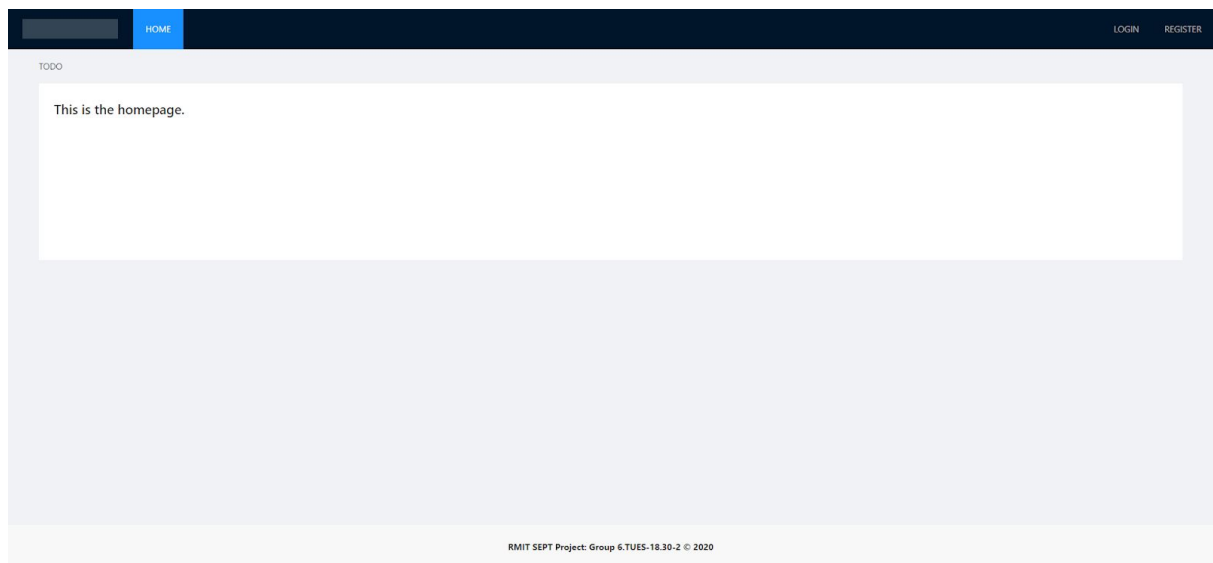 HOME
LOGIN
REGISTER
TODO
This is the homepage.
RMIT SEPT Project: Group 6.TUES-18.30-2 © 2020